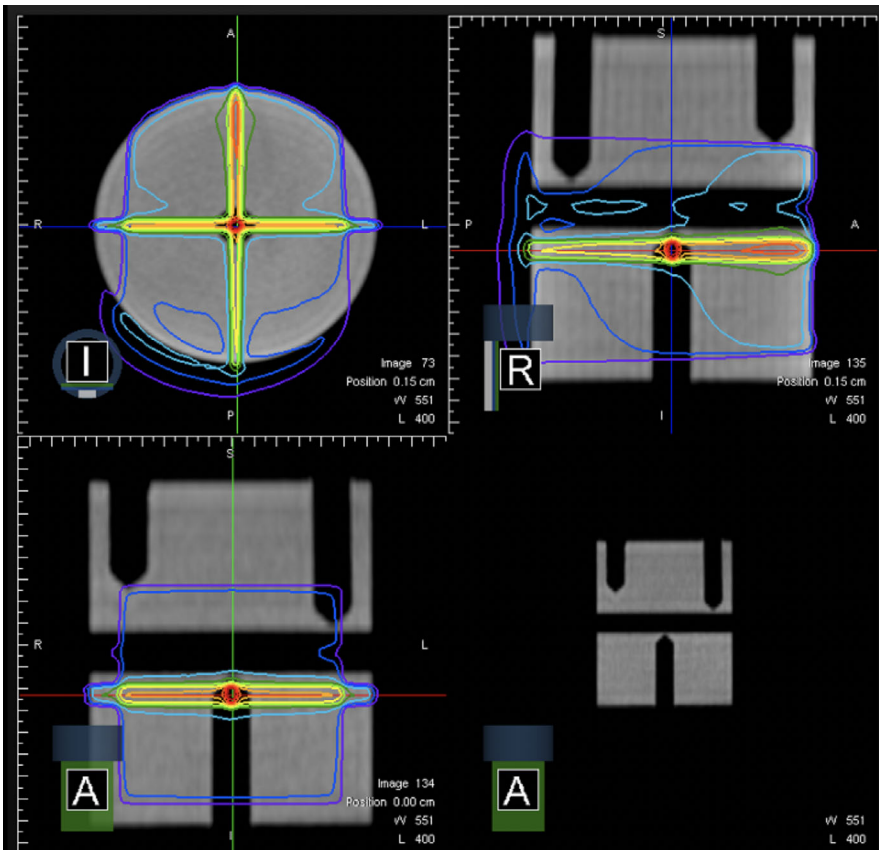 A
R
L
I
Image 73
Position 0.15 cm
W 551
L 400
P
S
P
A
R
Image 135
Position 0.15 cm
W 551
L 400
I
S
R
L
A
Image 134
Position 0.00 cm
W 551
L 400
I
A
W 551
L 400